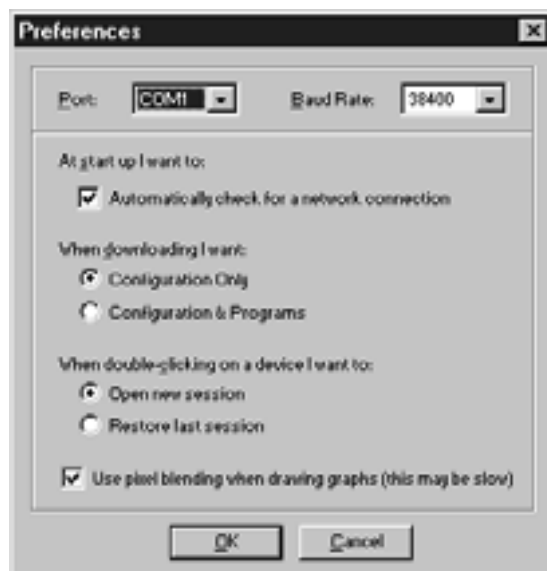 Preferences
Port: COM1 Baud Rate: 38400
At start up I want to:
Automatically check for a network connection
When downloading I want:
Configuration Only
Configuration & Programs
When double-clicking on a device I want to:
Open new session
Restore last session
Use pixel blending when drawing graphs (this may be slow)
OK Cancel